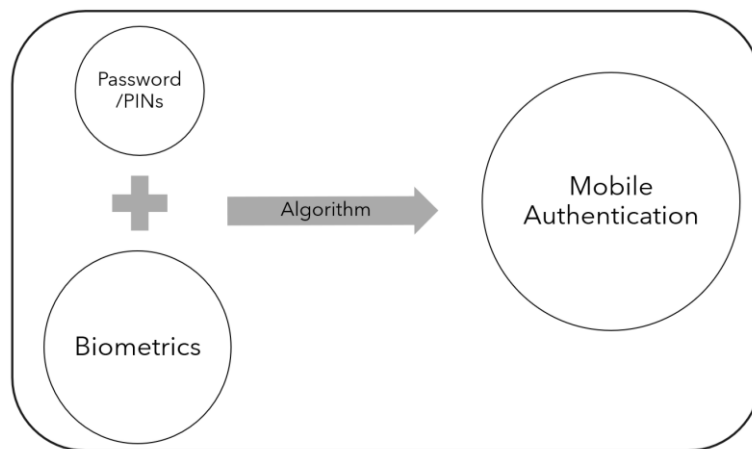 Password
/PINs
Algorithm
Mobile
Authentication
Biometrics